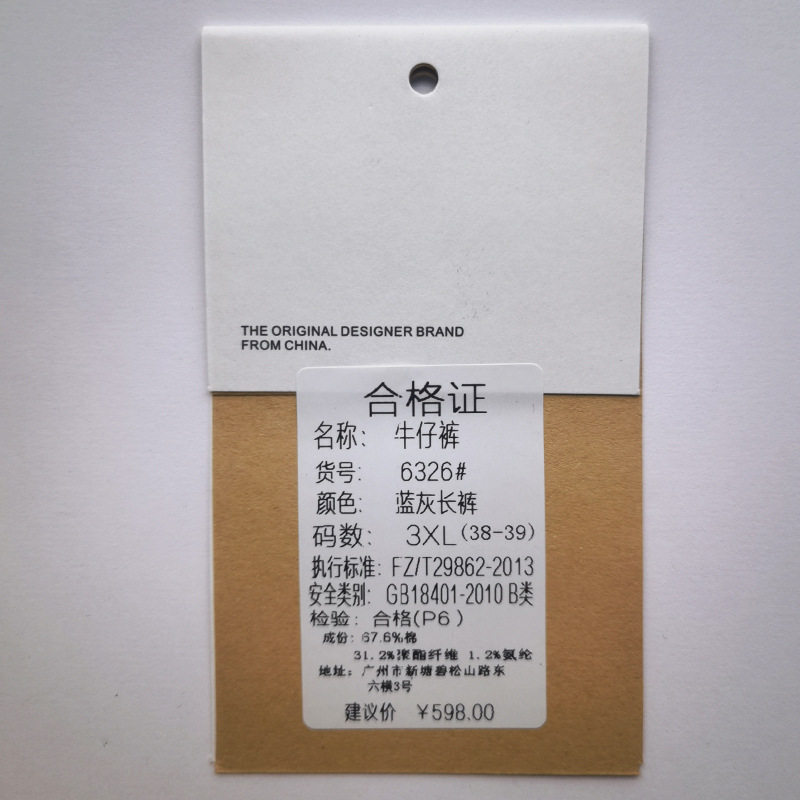 THE ORIGINAL DESIGNER BRAND
FROM CHINA.
合格证
名称： 牛仔裤
货号： 6326#
颜色： 蓝灰长裤
码数： 3XL(38-39)
执行标准: FZ/T29862-2013
安全类别: GB18401-2010 B类
检验: 合格(P6)
成份: 67.6%棉
31.2%聚酯纤维 1.2%氨纶
地址: 广州市新塘碧松山路东
六横3号
建议价 ¥598.00